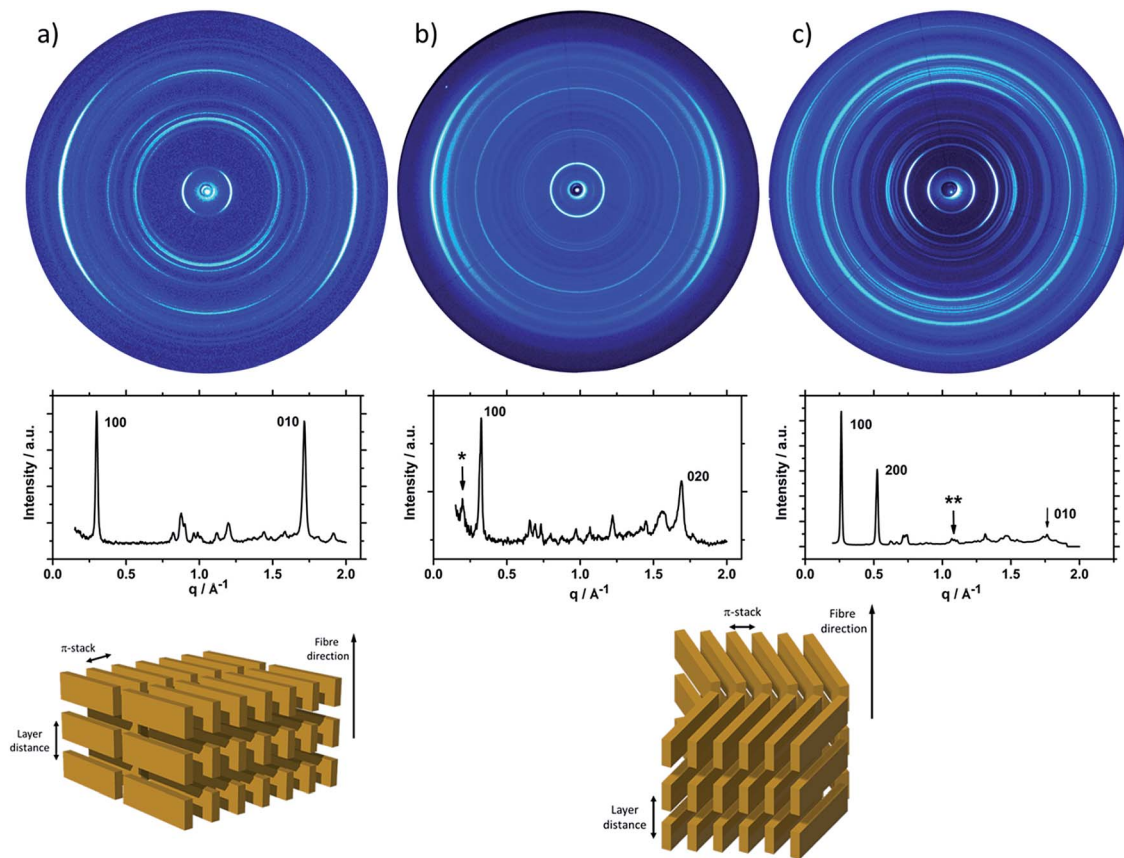 a)
b)
c)
100
010
Intensity / a.u.
0.0 0.5 1.0 1.5 2.0
q / A⁻¹
*
100
020
Intensity / a.u.
0.0 0.5 1.0 1.5 2.0
q / A⁻¹
100
200
**
010
Intensity / a.u.
0.0 0.5 1.0 1.5 2.0
q / A⁻¹
π-stack
Fibre
direction
Layer
distance
π-stack
Fibre
direction
Layer
distance